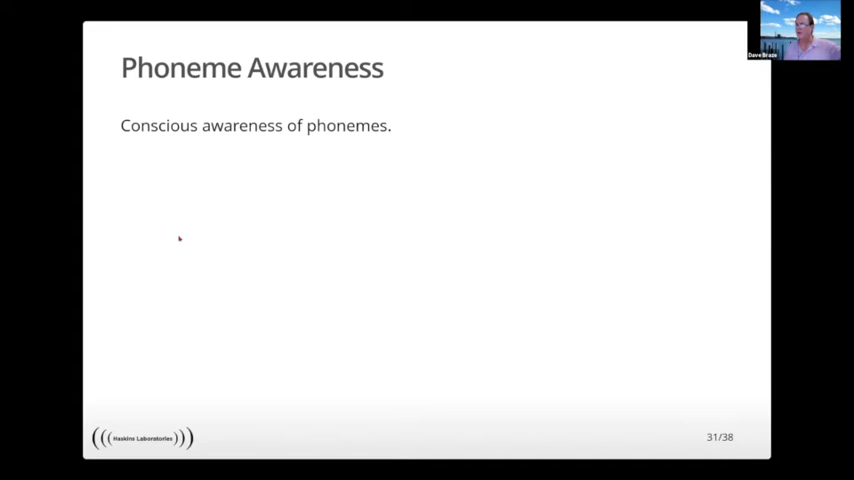 Phoneme Awareness
Dave Braze
Conscious awareness of phonemes.
(((Haskins Laboratories)))
31/38